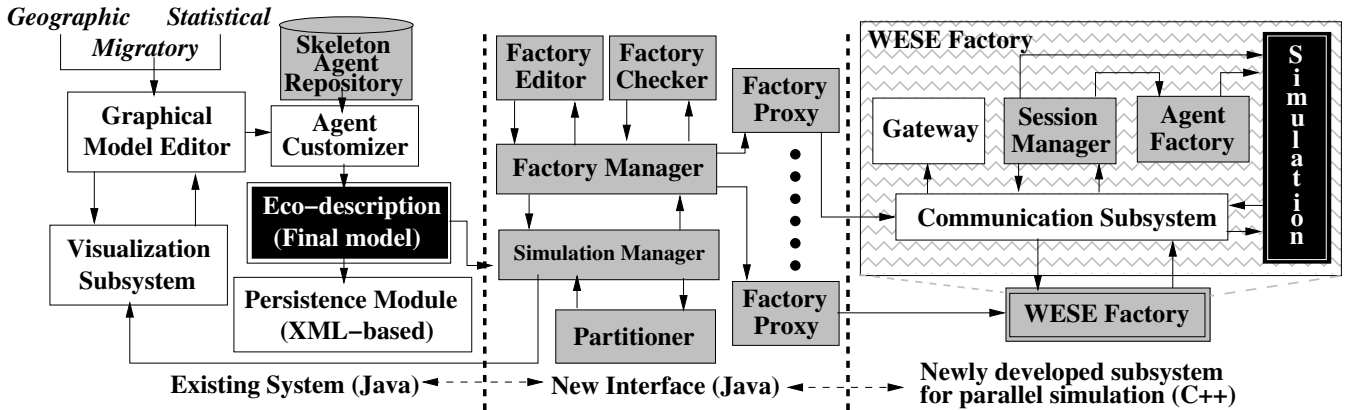 Geographic Statistical
Migratory
Skeleton
Agent
Repository
Graphical
Model Editor
Agent
Customizer
Eco-description
(Final model)
Visualization
Subsystem
Persistence Module
(XML-based)
Existing System (Java)
Factory
Editor
Factory
Checker
Factory
Proxy
Factory Manager
Simulation Manager
Factory
Proxy
Partitioner
New Interface (Java)
WESE Factory
Gateway
Session
Manager
Agent
Factory
Simulation
Communication Subsystem
WESE Factory
Newly developed subsystem
for parallel simulation (C++)